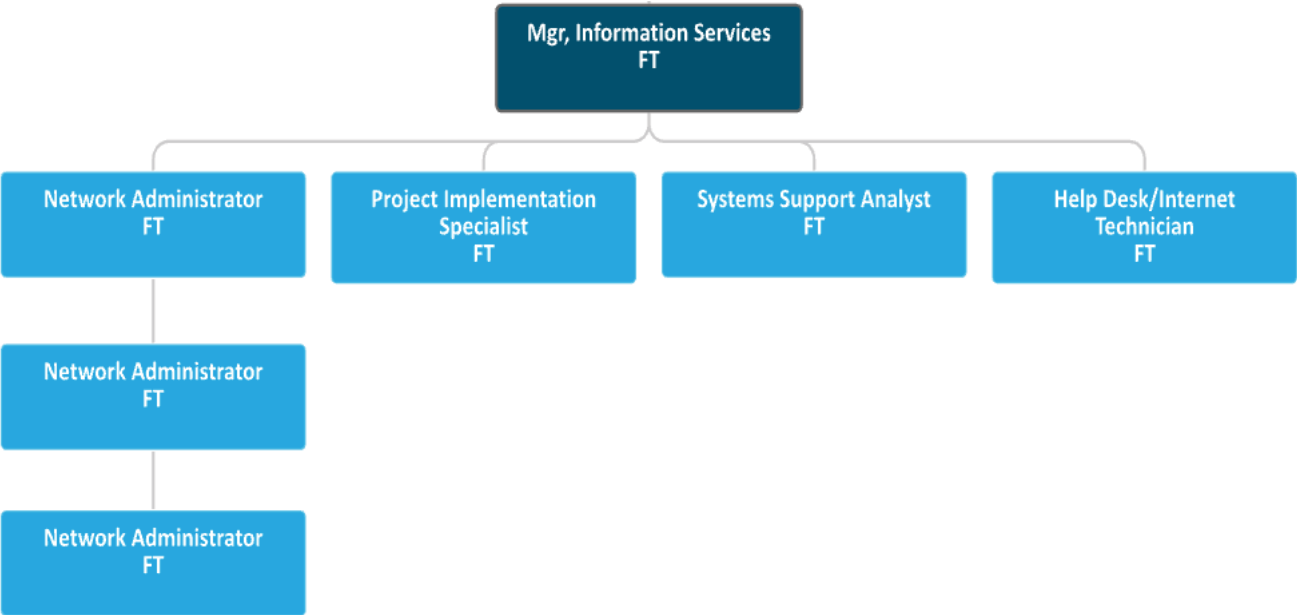 Mgr, Information Services
FT
Network Administrator
FT
Project Implementation
Specialist
FT
Systems Support Analyst
FT
Help Desk/Internet
Technician
FT
Network Administrator
FT
Network Administrator
FT